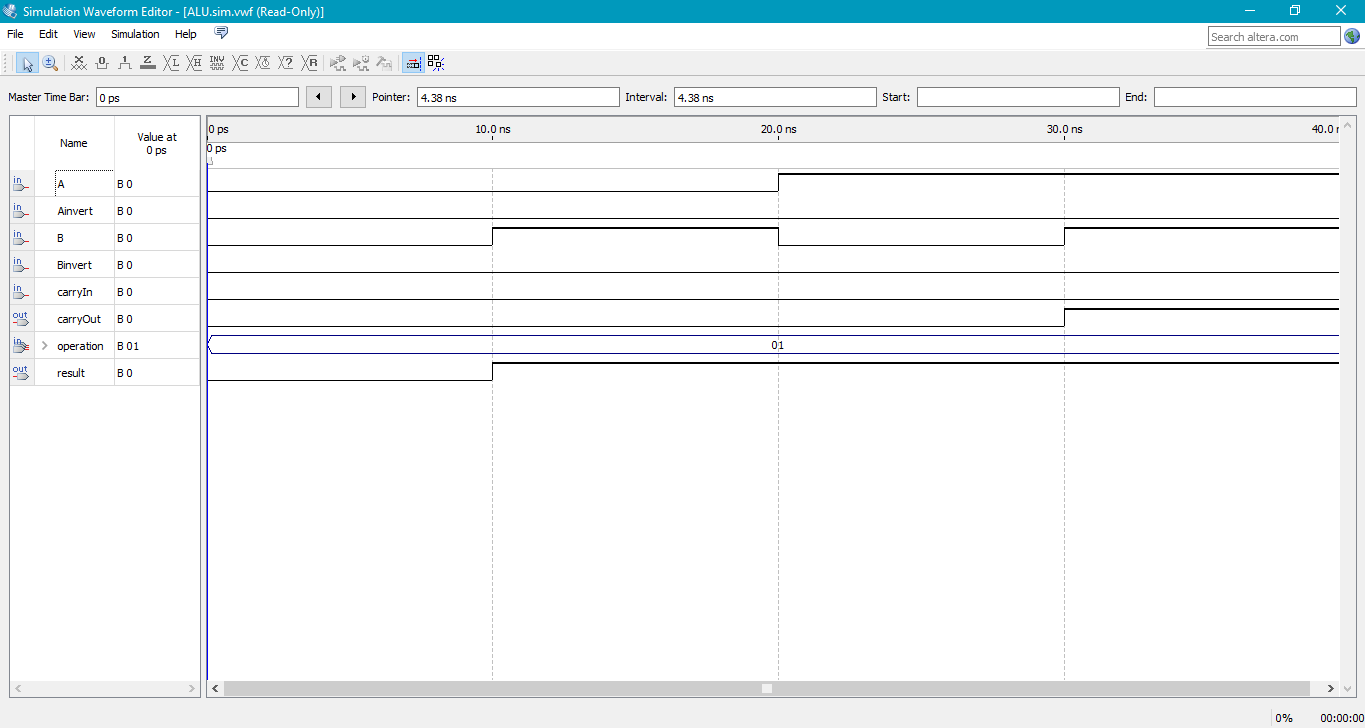 Simulation Waveform Editor - [ALU.sim.vwf (Read-Only)]
File Edit View Simulation Help
Search altera.com
Master Time Bar: 0 ps Pointer: 4.38 ns Interval: 4.38 ns Start: End:
Name Value at 0 ps
0 ps 10.0 ns 20.0 ns 30.0 ns 40.0
0 ps
in A B 0
in Ainvert B 0
in B B 0
in Binvert B 0
in carryIn B 0
out carryOut B 0
in operation B 01 01
out result B 0
0% 00:00:00